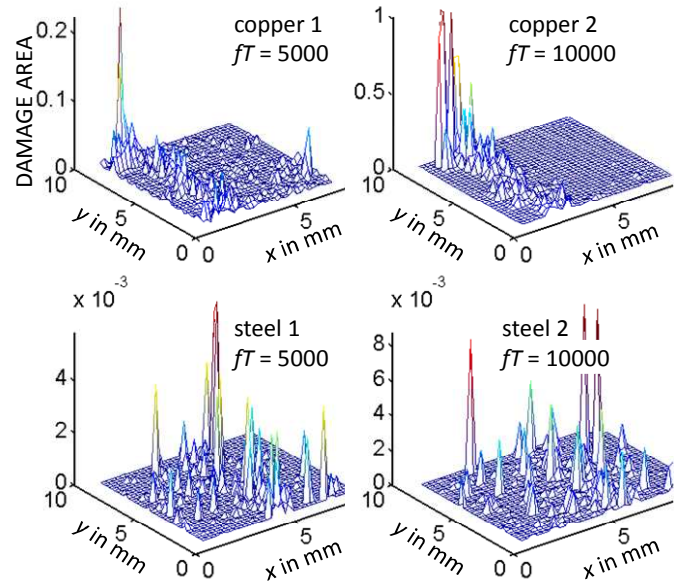 copper 1
fT = 5000
0.2
0.1
0
DAMAGE AREA
10
5
0
y in mm
0
5
x in mm
copper 2
fT = 10000
1
0.5
0
10
5
0
y in mm
0
5
x in mm
x 10⁻³
steel 1
fT = 5000
4
2
0
10
5
0
y in mm
0
5
x in mm
x 10⁻³
steel 2
fT = 10000
8
6
4
2
0
10
5
0
y in mm
0
5
x in mm